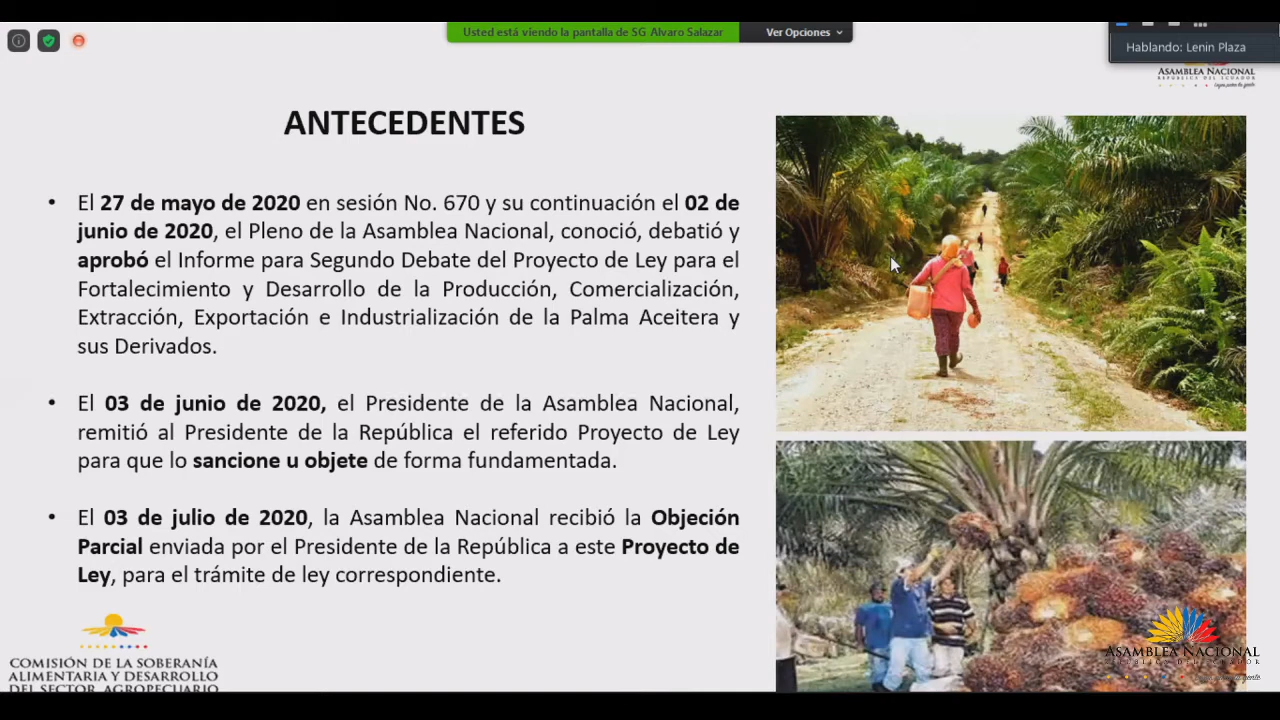 Usted está viendo la pantalla de SG Alvaro Salazar
Ver Opciones
Hablando: Lenin Plaza
ASAMBLEA NACIONAL
REPÚBLICA DEL ECUADOR
ANTECEDENTES
• El 27 de mayo de 2020 en sesión No. 670 y su continuación el 02 de
junio de 2020, el Pleno de la Asamblea Nacional, conoció, debatió y
aprobó el Informe para Segundo Debate del Proyecto de Ley para el
Fortalecimiento y Desarrollo de la Producción, Comercialización,
Extracción, Exportación e Industrialización de la Palma Aceitera y
sus Derivados.
• El 03 de junio de 2020, el Presidente de la Asamblea Nacional,
remitió al Presidente de la República el referido Proyecto de Ley
para que lo sancione u objete de forma fundamentada.
• El 03 de julio de 2020, la Asamblea Nacional recibió la Objeción
Parcial enviada por el Presidente de la República a este Proyecto de
Ley, para el trámite de ley correspondiente.
COMISIÓN DE LA SOBERANÍA
ALIMENTARIA Y DESARROLLO
DEL SECTOR AGROPECUARIO
ASAMBLEA NACIONAL
REPÚBLICA DEL ECUADOR